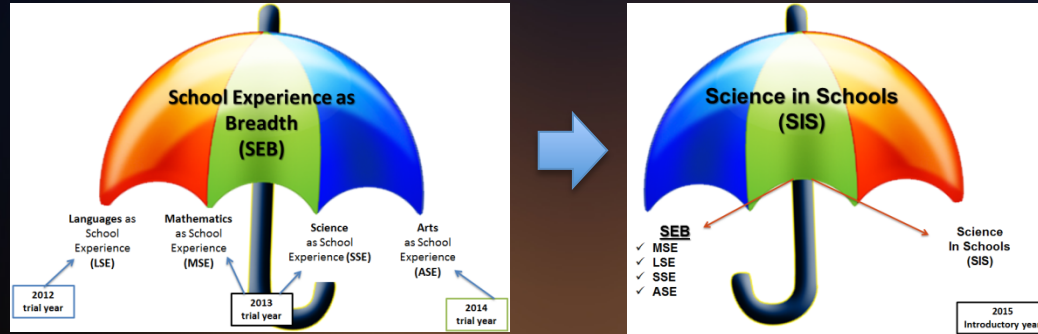 School Experience as
Breadth
(SEB)
Languages as
School
Experience
(LSE)
Mathematics
as School
Experience
(MSE)
Science
as School
Experience (SSE)
Arts
as School
Experience
(ASE)
2012
trial year
2013
trial year
2014
trial year
Science in Schools
(SIS)
SEB
✓ MSE
✓ LSE
✓ SSE
✓ ASE
Science
In Schools
(SIS)
2015
Introductory year